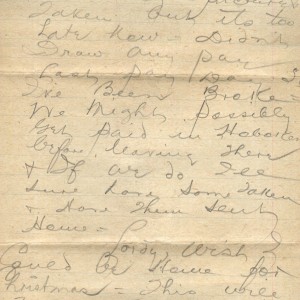 Taken but its too
Late Now - Didn't
Draw any pay
Last pay Day I
I've Been Broke -
We Might Possibly
Get paid in Hoboken
before leaving There
+ If we do I'll
sure have some Taken
+ have Them sent
Home -
Lordy, wish I
could be Home for
Christmas - This will